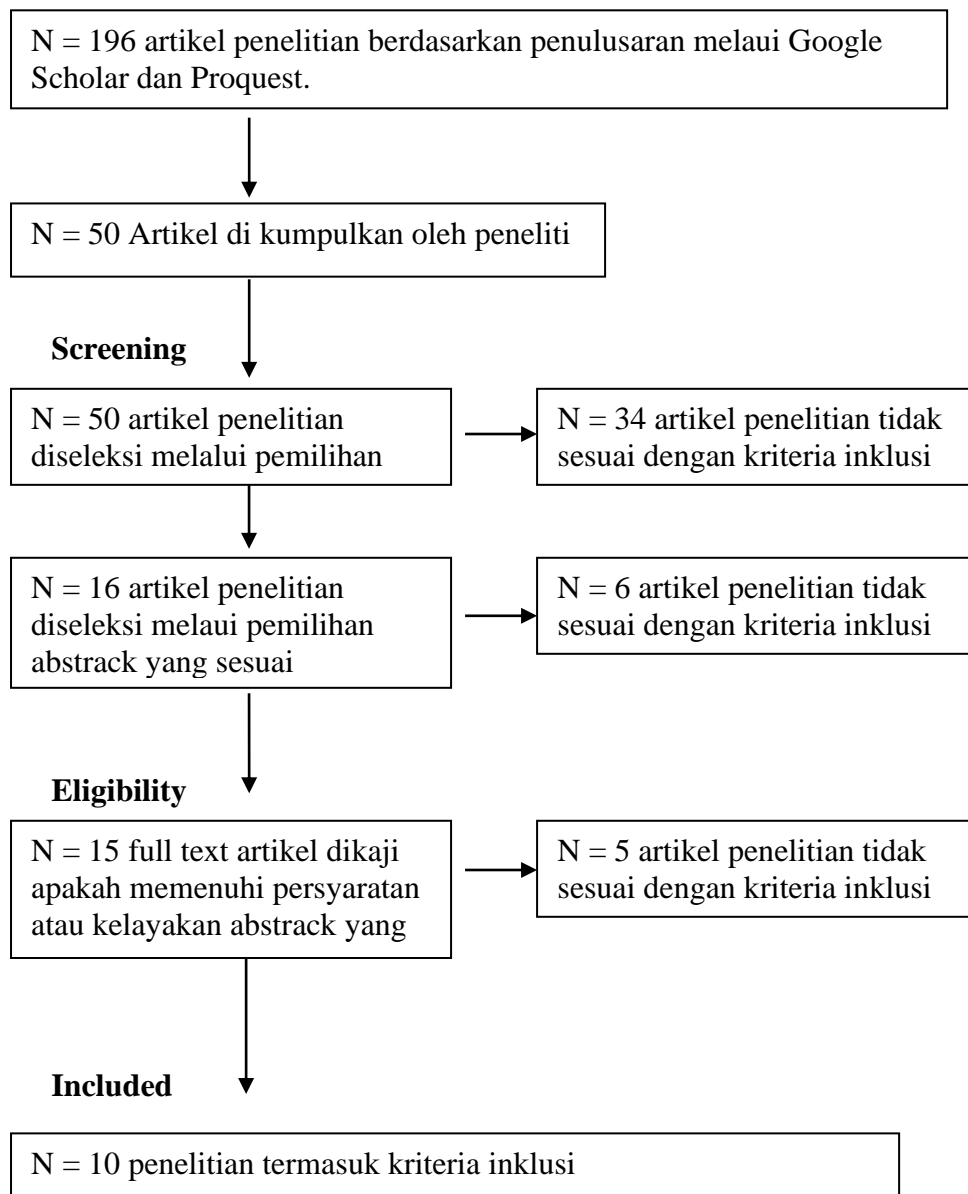 N = 196 artikel penelitian berdasarkan penulusaran melaui Google
Scholar dan Proquest.
N = 50 Artikel di kumpulkan oleh peneliti
Screening
N = 50 artikel penelitian
diseleksi melalui pemilihan
N = 34 artikel penelitian tidak
sesuai dengan kriteria inklusi
N = 16 artikel penelitian
diseleksi melaui pemilihan
abstrack yang sesuai
N = 6 artikel penelitian tidak
sesuai dengan kriteria inklusi
Eligibility
N = 15 full text artikel dikaji
apakah memenuhi persyaratan
atau kelayakan abstrack yang
N = 5 artikel penelitian tidak
sesuai dengan kriteria inklusi
Included
N = 10 penelitian termasuk kriteria inklusi